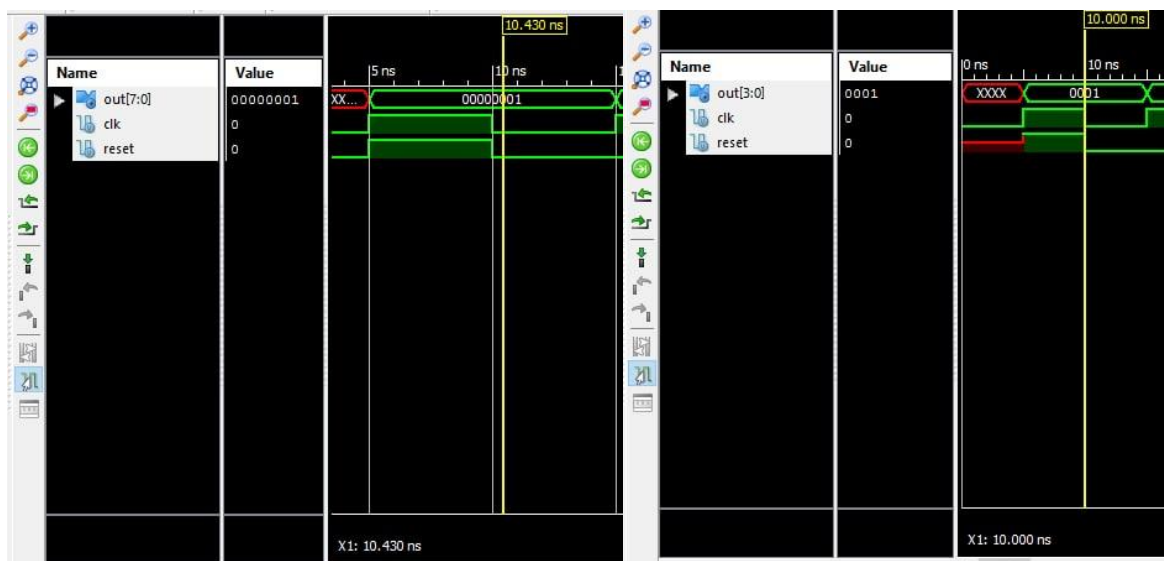 10.430 ns
Name Value
5 ns 10 ns 1
out[7:0] 00000001 XX... 00000001
clk 0
reset 0
X1: 10.430 ns
10.000 ns
Name Value
0 ns 10 ns
out[3:0] 0001 XXXX 0001
clk 0
reset 0
X1: 10.000 ns